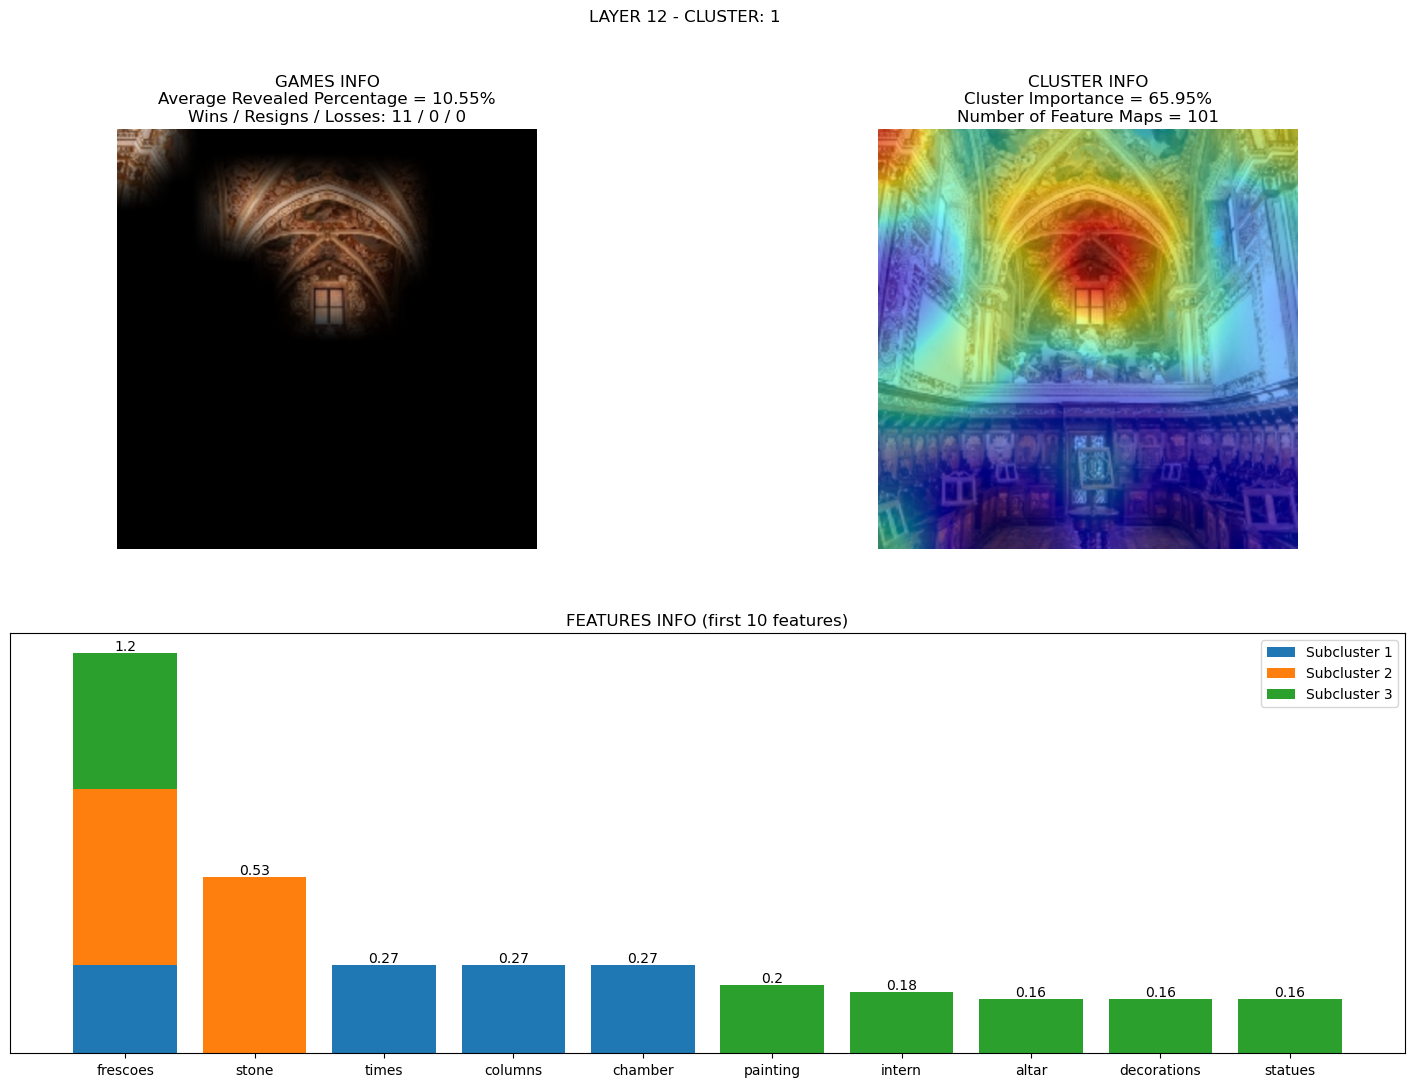 LAYER 12 - CLUSTER: 1
GAMES INFO
Average Revealed Percentage = 10.55%
Wins / Resigns / Losses: 11 / 0 / 0
CLUSTER INFO
Cluster Importance = 65.95%
Number of Feature Maps = 101
FEATURES INFO (first 10 features)
Subcluster 1
Subcluster 2
Subcluster 3
1.2
0.53
0.27
0.27
0.27
0.2
0.18
0.16
0.16
0.16
frescoes
stone
times
columns
chamber
painting
intern
altar
decorations
statues